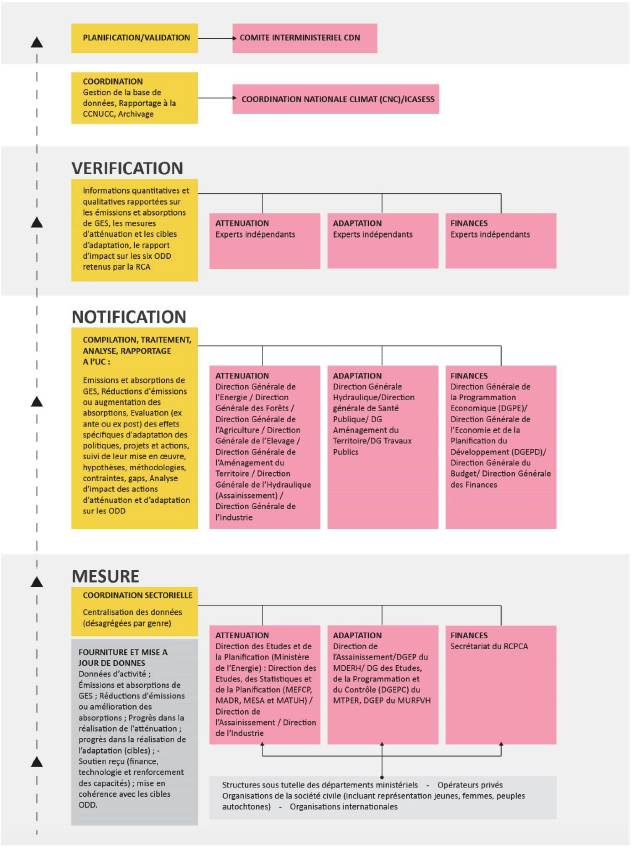 PLANIFICATION/VALIDATION
COMITE INTERMINISTERIEL CDN
COORDINATION
Gestion de la base de
données, Rapportage à la
CCNUCC, Archivage
COORDINATION NATIONALE CLIMAT (CNC)/ICASESS
VERIFICATION
Informations quantitatives et
qualitatives rapportées sur
les émissions et absorptions
de GES, les mesures
d'atténuation et les cibles
d'adaptation, le rapport
d'impact sur les six ODD
retenus par la RCA
ATTENUATION
Experts indépendants
ADAPTATION
Experts indépendants
FINANCES
Experts indépendants
NOTIFICATION
COMPILATION, TRAITEMENT,
ANALYSE, RAPPORTAGE
A l'UC :
Emissions et absorptions de
GES, Réductions d'émissions
ou augmentation des
absorptions, Evaluation (ex
ante ou ex post) des effets
spécifiques d'adaptation des
politiques, projets et actions,
suivi de leur mise en œuvre,
hypothèses, méthodologies,
contraintes, gaps, Analyse
d'impact des actions
d'atténuation et d'adaptation
sur les ODD
ATTENUATION
Direction Générale de
l'Energie / Direction
Générale des Forêts /
Direction Générale de
l'Agriculture / Direction
Générale de l'Elevage /
Direction Générale de
l'Aménagement du
Territoire / Direction
Générale de l'Hydraulique
(Assainissement) /
Direction Générale de
l'Industrie
ADAPTATION
Direction Générale
Hydraulique/Direction
générale de Santé
Publique/ DG
Aménagement du
Territoire/DG Travaux
Publics
FINANCES
Direction Générale de
la Programmation
Economique (DGPE)/
Direction Générale de
l'Economie et de la
Planification du
Développement (DGEPD)/
Direction Générale du
Budget/ Direction Générale
des Finances
MESURE
COORDINATION SECTORIELLE
Centralisation des données
(désagrégées par genre)
FOURNITURE ET MISE A
JOUR DE DONNES
Données d'activité ;
Émissions et absorptions de
GES ; Réductions d'émissions
ou amélioration des
absorptions ; Progrès dans la
réalisation de l'atténuation ;
progrès dans la réalisation de
l'adaptation (cibles) ; -
Soutien reçu (finance,
technologie et renforcement
des capacités) ; mise en
cohérence avec les cibles
ODD.
ATTENUATION
Direction des Etudes et de
la Planification (Ministère
de l'Energie) : Direction des
Etudes, des Statistiques et
de la Planification (MEFCP,
MADR, MESA et MATUH) /
Direction de
l'Assainissement / Direction
de l'Industrie
ADAPTATION
Direction de
l'Assainissement/DGEP du
MDERH/ DG des Etudes,
de la Programmation et
du Contrôle (DGEPC) du
MTPER, DGEP du MURFVH
FINANCES
Secrétariat du RCPCA
Structures sous tutelle des départements ministériels - Opérateurs privés
Organisations de la société civile (incluant représentation jeunes, femmes, peuples
autochtones) - Organisations internationales